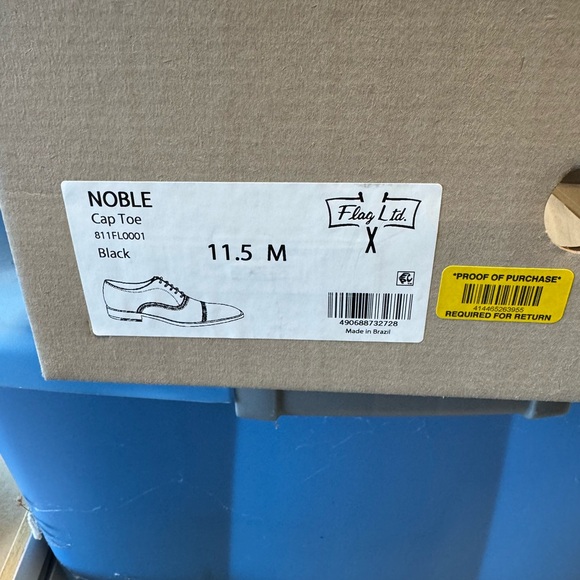 NOBLE
Cap Toe
811FL0001
Black
11.5 M
Flag Ltd.
X
490688732728
Made in Brazil
"PROOF OF PURCHASE"
414465263955
REQUIRED FOR RETURN